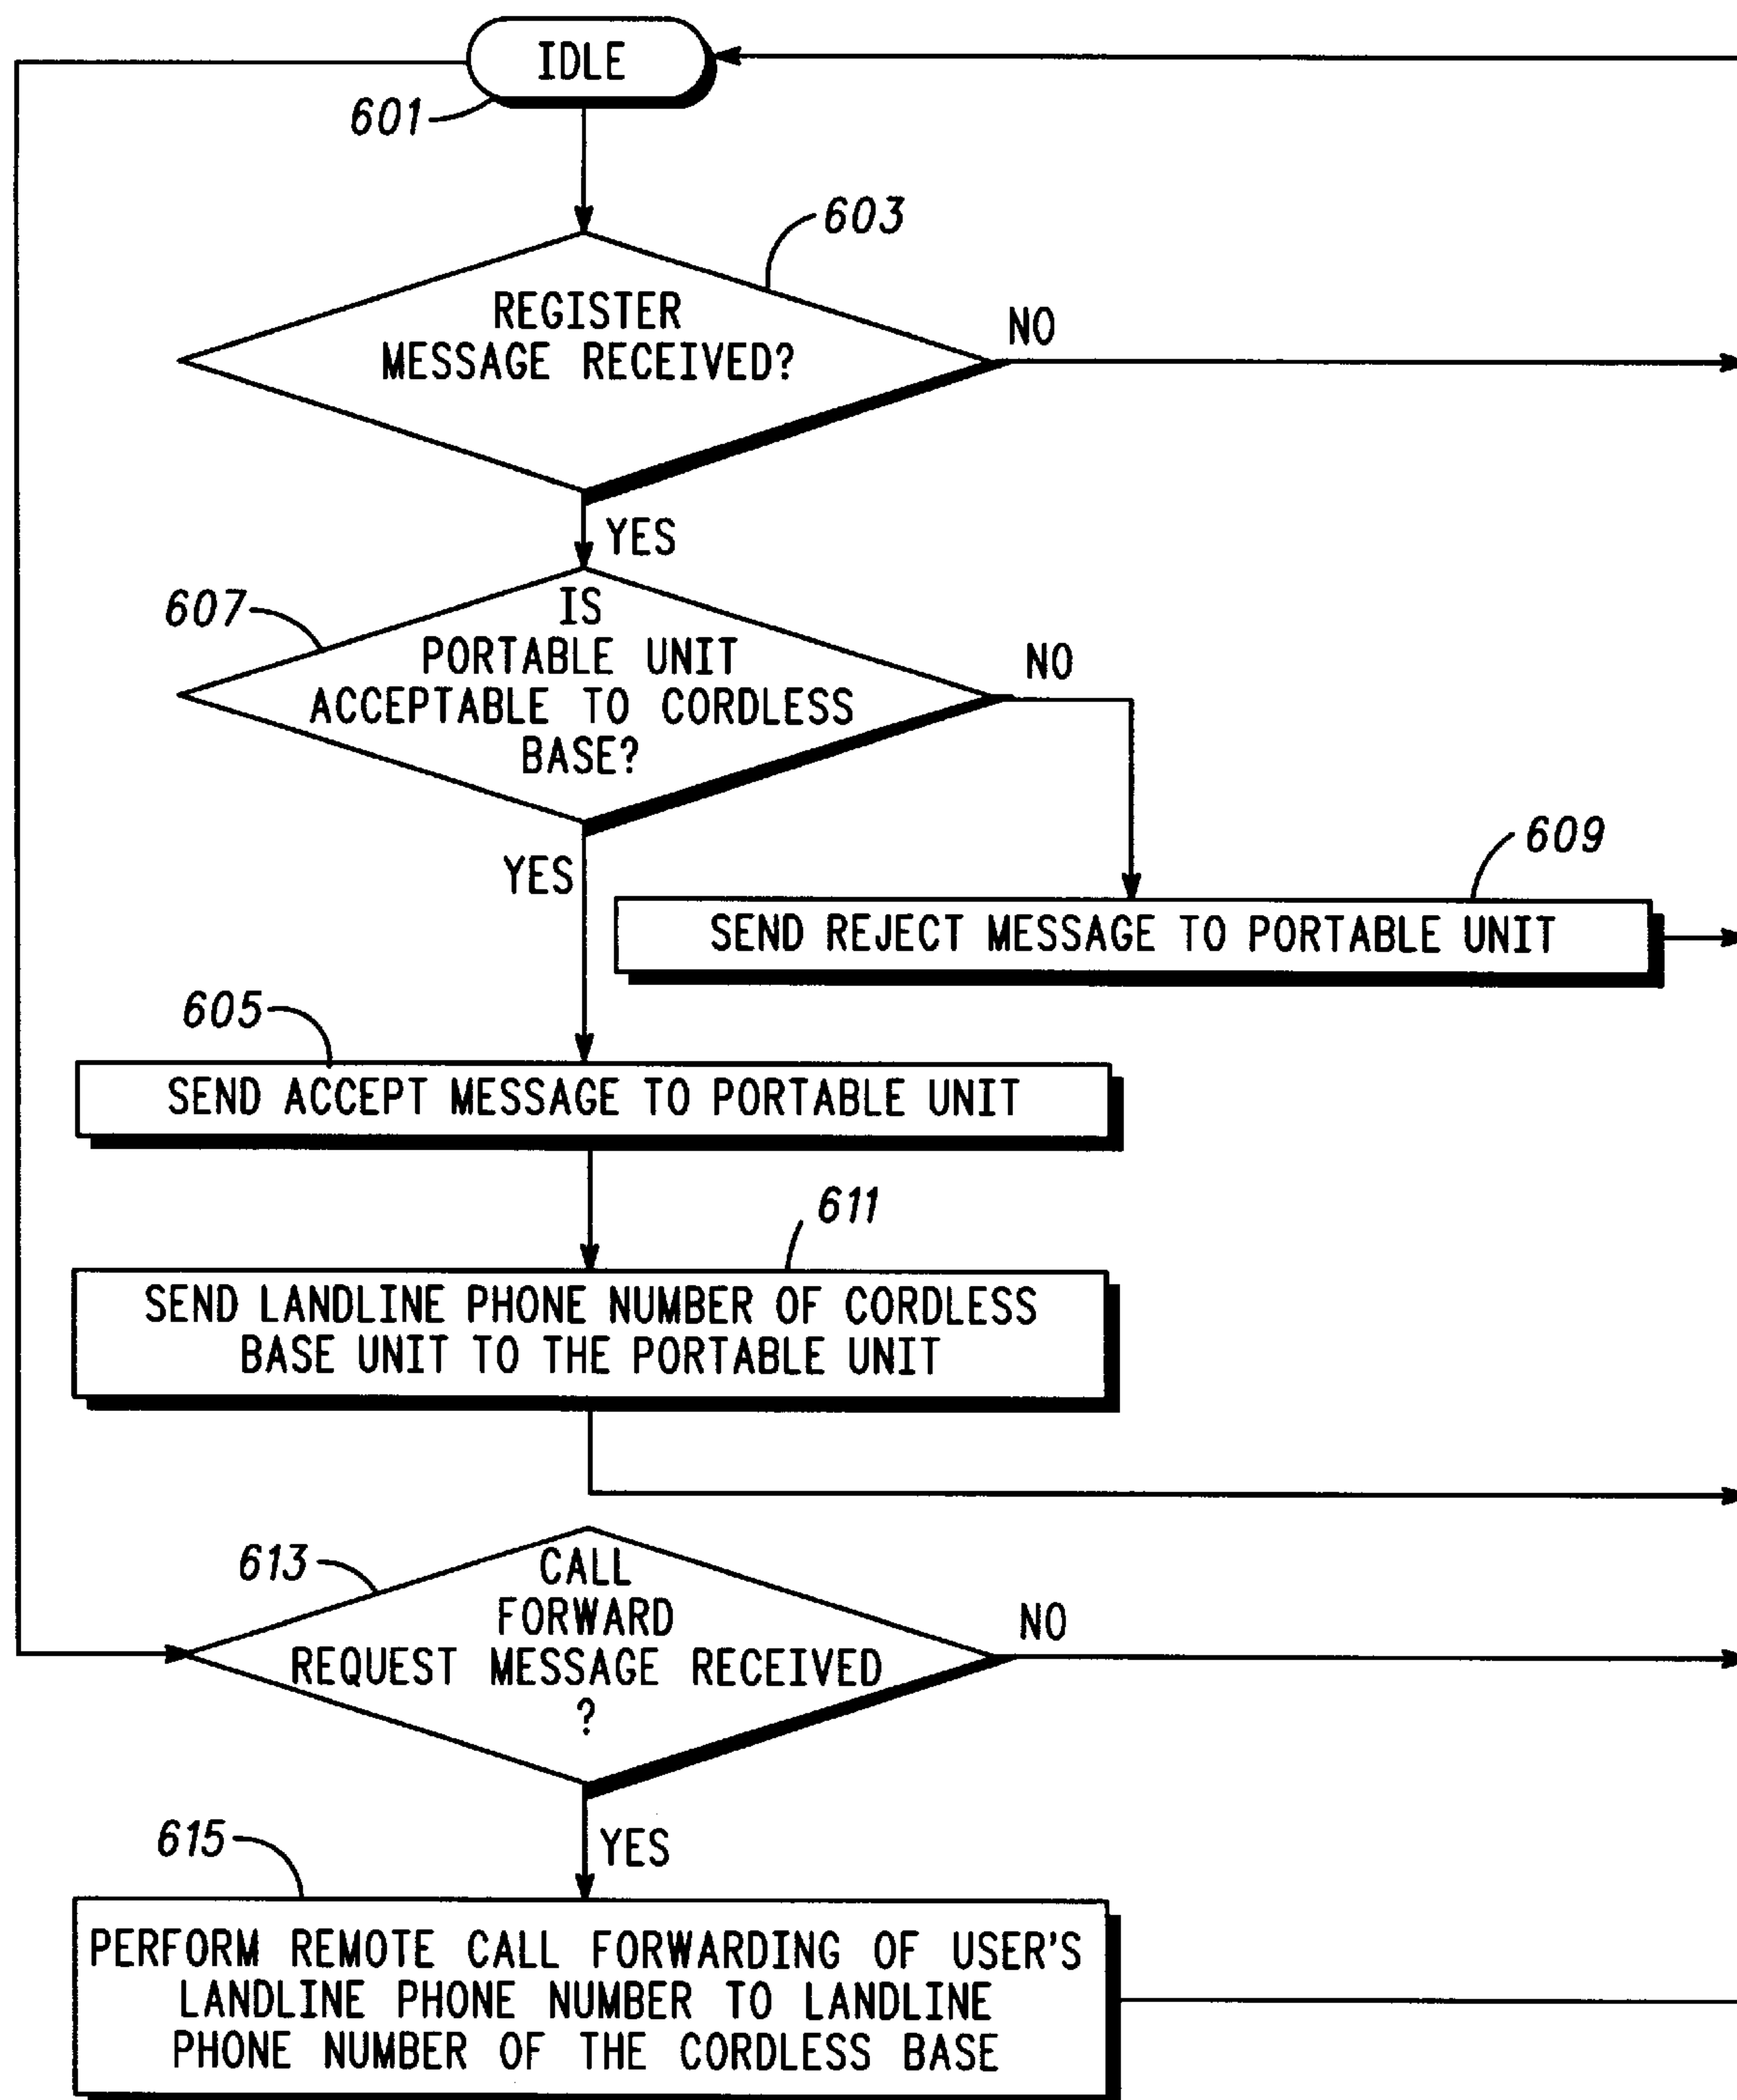 IDLE
601
603
REGISTER
MESSAGE RECEIVED?
NO
YES
607
IS
PORTABLE UNIT
ACCEPTABLE TO CORDLESS
BASE?
NO
YES
609
SEND REJECT MESSAGE TO PORTABLE UNIT
605
SEND ACCEPT MESSAGE TO PORTABLE UNIT
611
SEND LANDLINE PHONE NUMBER OF CORDLESS
BASE UNIT TO THE PORTABLE UNIT
613
CALL
FORWARD
REQUEST MESSAGE RECEIVED
?
NO
YES
615
PERFORM REMOTE CALL FORWARDING OF USER'S
LANDLINE PHONE NUMBER TO LANDLINE
PHONE NUMBER OF THE CORDLESS BASE